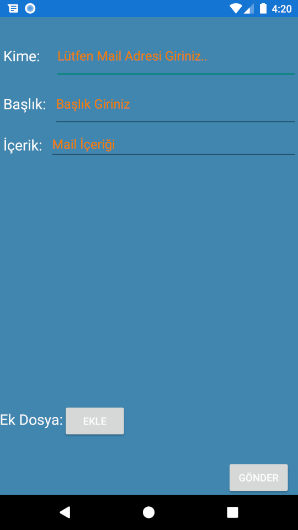 4:20
Kime: Lütfen Mail Adresi Giriniz..
Başlık: Başlık Giriniz
İçerik: Mail İçeriği
Ek Dosya: EKLE
GÖNDER